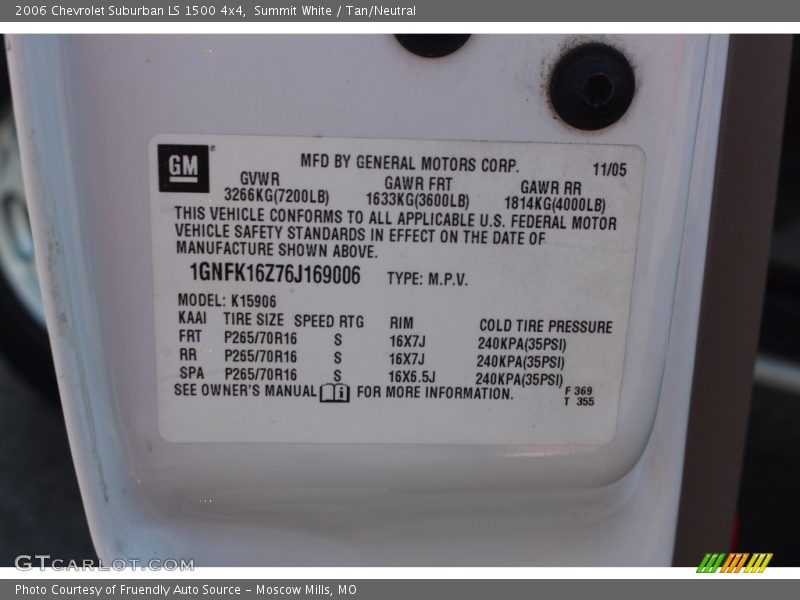 2006 Chevrolet Suburban LS 1500 4x4, Summit White / Tan/Neutral
GM
MFD BY GENERAL MOTORS CORP. 11/05
GVWR GAWR FRT GAWR RR
3266KG(7200LB) 1633KG(3600LB) 1814KG(4000LB)
THIS VEHICLE CONFORMS TO ALL APPLICABLE U.S. FEDERAL MOTOR
VEHICLE SAFETY STANDARDS IN EFFECT ON THE DATE OF
MANUFACTURE SHOWN ABOVE.
1GNFK16Z76J169006 TYPE: M.P.V.
MODEL: K15906
KAAI TIRE SIZE SPEED RTG RIM COLD TIRE PRESSURE
FRT P265/70R16 S 16X7J 240KPA(35PSI)
RR P265/70R16 S 16X7J 240KPA(35PSI)
SPA P265/70R16 S 16X6.5J 240KPA(35PSI)
SEE OWNER'S MANUAL i FOR MORE INFORMATION.
F 369
T 355
GTcarlot.com
Photo Courtesy of Fruendly Auto Source - Moscow Mills, MO